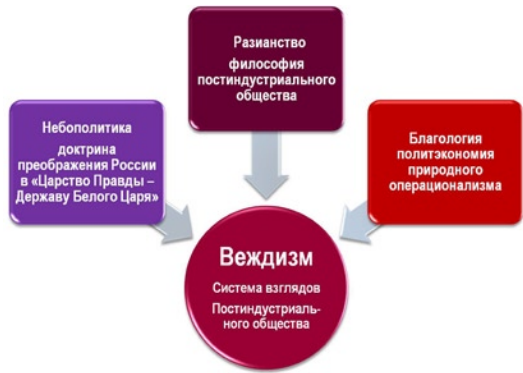 Разианство
философия
постиндустриального
общества
Небополитика
доктрина
преображения России
в «Царство Правды –
Державу Белого Царя»
Благология
политэкономия
природного
операционализма
Веждизм
Система взглядов
Постиндустриаль-
ного общества